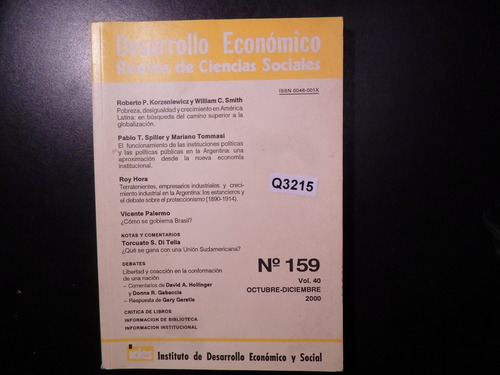 Desarrollo Económico
Revista de Ciencias Sociales
ISSN 0046-001X
Roberto P. Korzeniewicz y William C. Smith
Pobreza, desigualdad y crecimiento en América
Latina: en búsqueda del camino superior a la
globalización.
Pablo T. Spiller y Mariano Tommasi
El funcionamiento de las instituciones políticas
y las políticas públicas en la Argentina: una
aproximación desde la nueva economía
institucional.
Roy Hora
Terratenientes, empresarios industriales y creci-
miento industrial en la Argentina: los estancieros y
el debate sobre el proteccionismo (1890-1914).
Q3215
Vicente Palermo
¿Cómo se gobierna Brasil?
NOTAS Y COMENTARIOS
Torcuato S. Di Tella
¿Qué se gana con una Unión Sudamericana?
DEBATES
Libertad y coacción en la conformación
de una nación
– Comentarios de David A. Hollinger
y Donna R. Gabaccia
– Respuesta de Gary Gerstle
Nº 159
Vol. 40
OCTUBRE-DICIEMBRE
2000
CRITICA DE LIBROS
INFORMACION DE BIBLIOTECA
INFORMACION INSTITUCIONAL
ides Instituto de Desarrollo Económico y Social